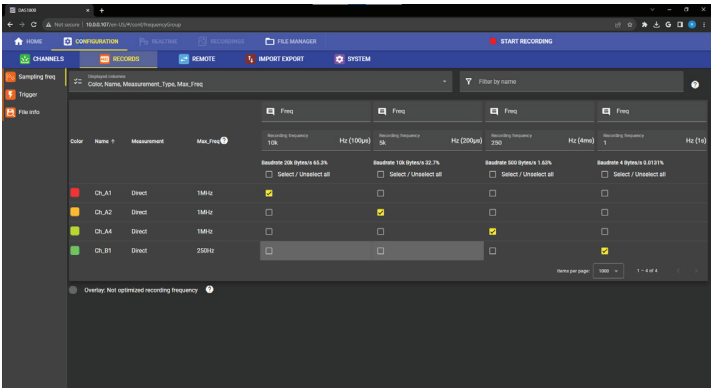 DAS1800
Not secure | 10.0.0.107/en-US/#/conf/frequencyGroup
HOME CONFIGURATION REALTIME RECORDINGS FILE MANAGER START RECORDING
CHANNELS RECORDS REMOTE IMPORT EXPORT SYSTEM
Sampling freq
Trigger
File Info
Displayed columns
Color, Name, Measurement_Type, Max_Freq
Filter by name
Freq Freq Freq Freq
Color Name Measurement Max_Freq
Recording frequency Recording frequency Recording frequency Recording frequency
10k Hz (100µs) 5k Hz (200µs) 250 Hz (4ms) 1 Hz (1s)
Baudrate 20k Bytes/s 65.3% Baudrate 10k Bytes/s 32.7% Baudrate 500 Bytes/s 1.63% Baudrate 4 Bytes/s 0.0131%
Select / Unselect all Select / Unselect all Select / Unselect all Select / Unselect all
Ch_A1 Direct 1MHz
Ch_A2 Direct 1MHz
Ch_A4 Direct 1MHz
Ch_B1 Direct 250Hz
Items per page: 1000 1 – 4 of 4
Overlay: Not optimized recording frequency